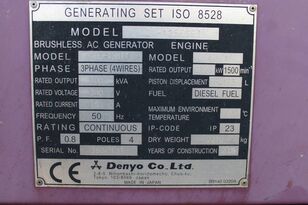 GENERATING SET ISO 8528
MODEL
BRUSHLESS AC GENERATOR ENGINE
MODEL MODEL
PHASE 3PHASE (4WIRES) RATED OUTPUT kW 1500 min
RATED OUTPUT kVA PISTON DISPL. L
RATED VOLTAGE V FUEL DIESEL FUEL
RATED CURRENT A MAXIMUM ENVIRONMENT
FREQUENCY 50 Hz TEMPERATURE °C
RATING CONTINUOUS IP-CODE IP 23
P.F. 0.8 POLES 4 DRY WEIGHT kg
SERIAL NO. YEARS OF CONSTRUCTION
Denyo Co.,Ltd.
MADE IN JAPAN